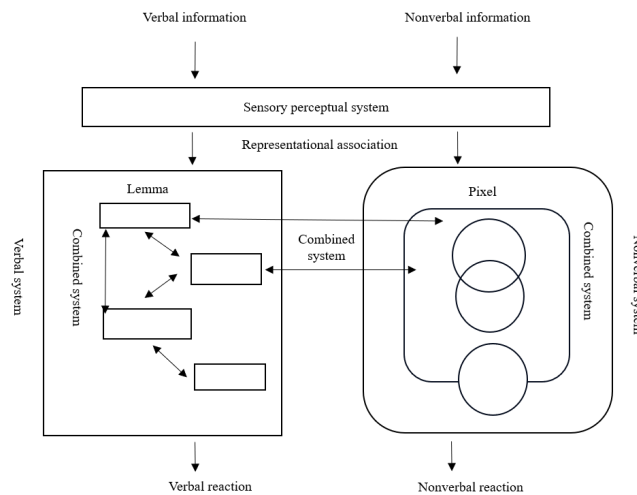 Verbal information
Nonverbal information
Sensory perceptual system
Representational association
Lemma
Pixel
Verbal system
Combined system
Combined
system
Combined system
system
Verbal reaction
Nonverbal reaction